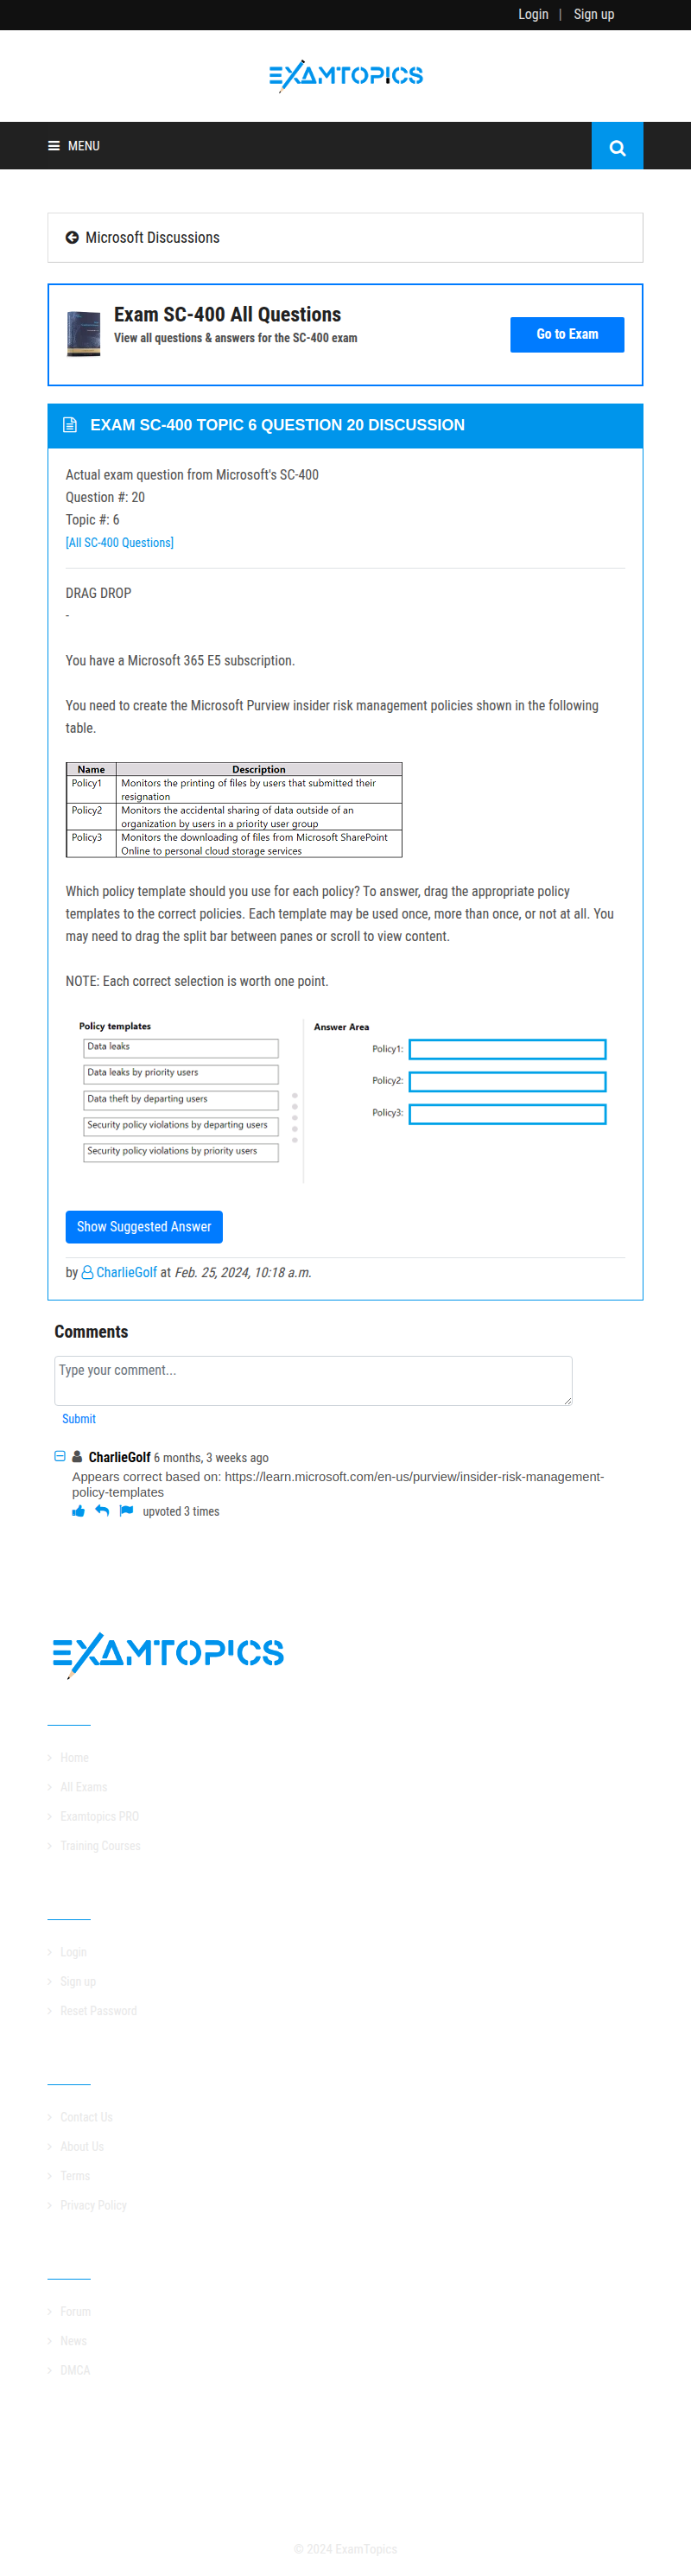 Login | Sign up
EXAMTOPICS
MENU
Microsoft Discussions
Exam SC-400 All Questions
View all questions & answers for the SC-400 exam
Go to Exam
EXAM SC-400 TOPIC 6 QUESTION 20 DISCUSSION
Actual exam question from Microsoft's SC-400
Question #: 20
Topic #: 6
[All SC-400 Questions]
DRAG DROP
-
You have a Microsoft 365 E5 subscription.
You need to create the Microsoft Purview insider risk management policies shown in the following
table.
Name Description
Policy1 Monitors the printing of files by users that submitted their
resignation
Policy2 Monitors the accidental sharing of data outside of an
organization by users in a priority user group
Policy3 Monitors the downloading of files from Microsoft SharePoint
Online to personal cloud storage services
Which policy template should you use for each policy? To answer, drag the appropriate policy
templates to the correct policies. Each template may be used once, more than once, or not at all. You
may need to drag the split bar between panes or scroll to view content.
NOTE: Each correct selection is worth one point.
Policy templates
Data leaks
Data leaks by priority users
Data theft by departing users
Security policy violations by departing users
Security policy violations by priority users
Answer Area
Policy1:
Policy2:
Policy3:
Show Suggested Answer
by CharlieGolf at Feb. 25, 2024, 10:18 a.m.
Comments
Type your comment...
Submit
CharlieGolf 6 months, 3 weeks ago
Appears correct based on: https://learn.microsoft.com/en-us/purview/insider-risk-management-
policy-templates
upvoted 3 times
EXAMTOPICS
Home
All Exams
Examtopics PRO
Training Courses
Login
Sign up
Reset Password
Contact Us
About Us
Terms
Privacy Policy
Forum
News
DMCA
© 2024 ExamTopics